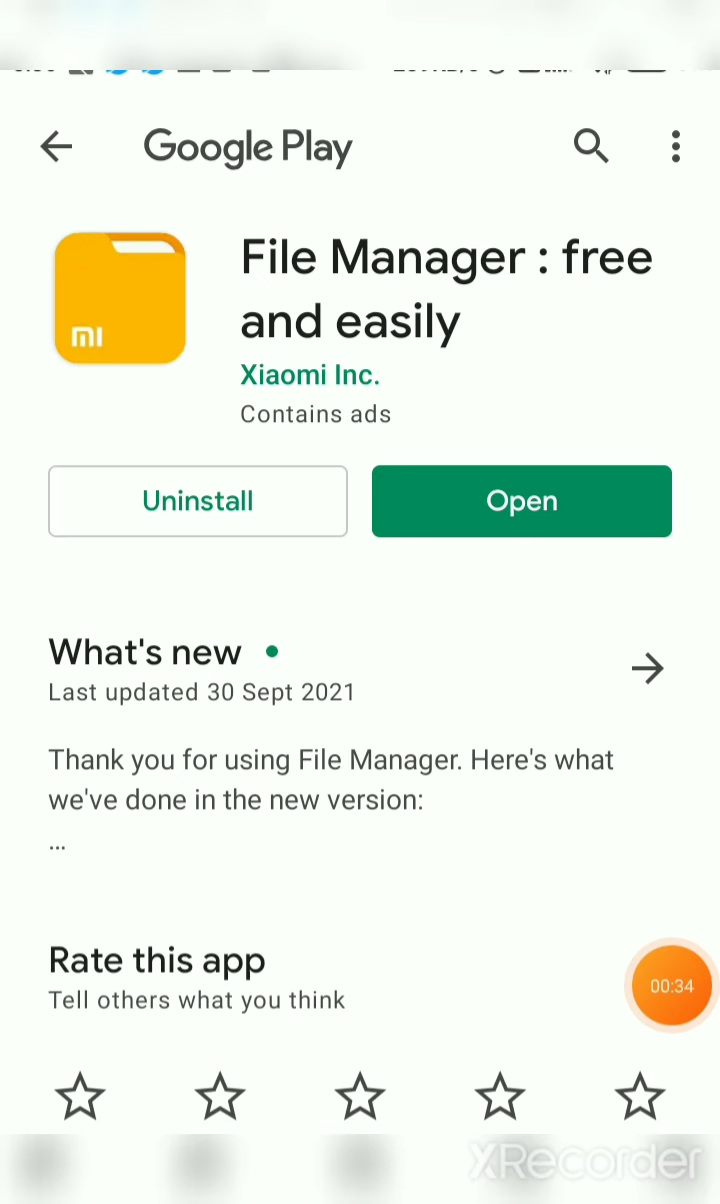 Google Play
File Manager : free
and easily
mi
Xiaomi Inc.
Contains ads
Uninstall
Open
What's new
Last updated 30 Sept 2021
Thank you for using File Manager. Here's what
we've done in the new version:
...
Rate this app
Tell others what you think
00:34
XRecorder